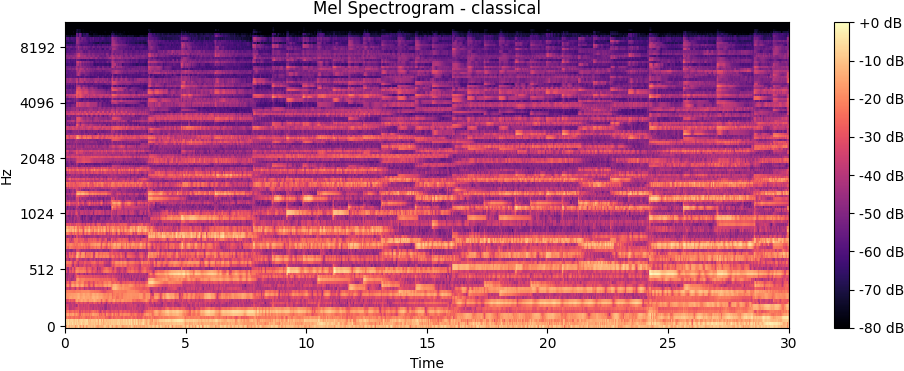 Mel Spectrogram - classical
Hz
8192
4096
2048
1024
512
0
0 5 10 15 20 25 30
Time
+0 dB
-10 dB
-20 dB
-30 dB
-40 dB
-50 dB
-60 dB
-70 dB
-80 dB